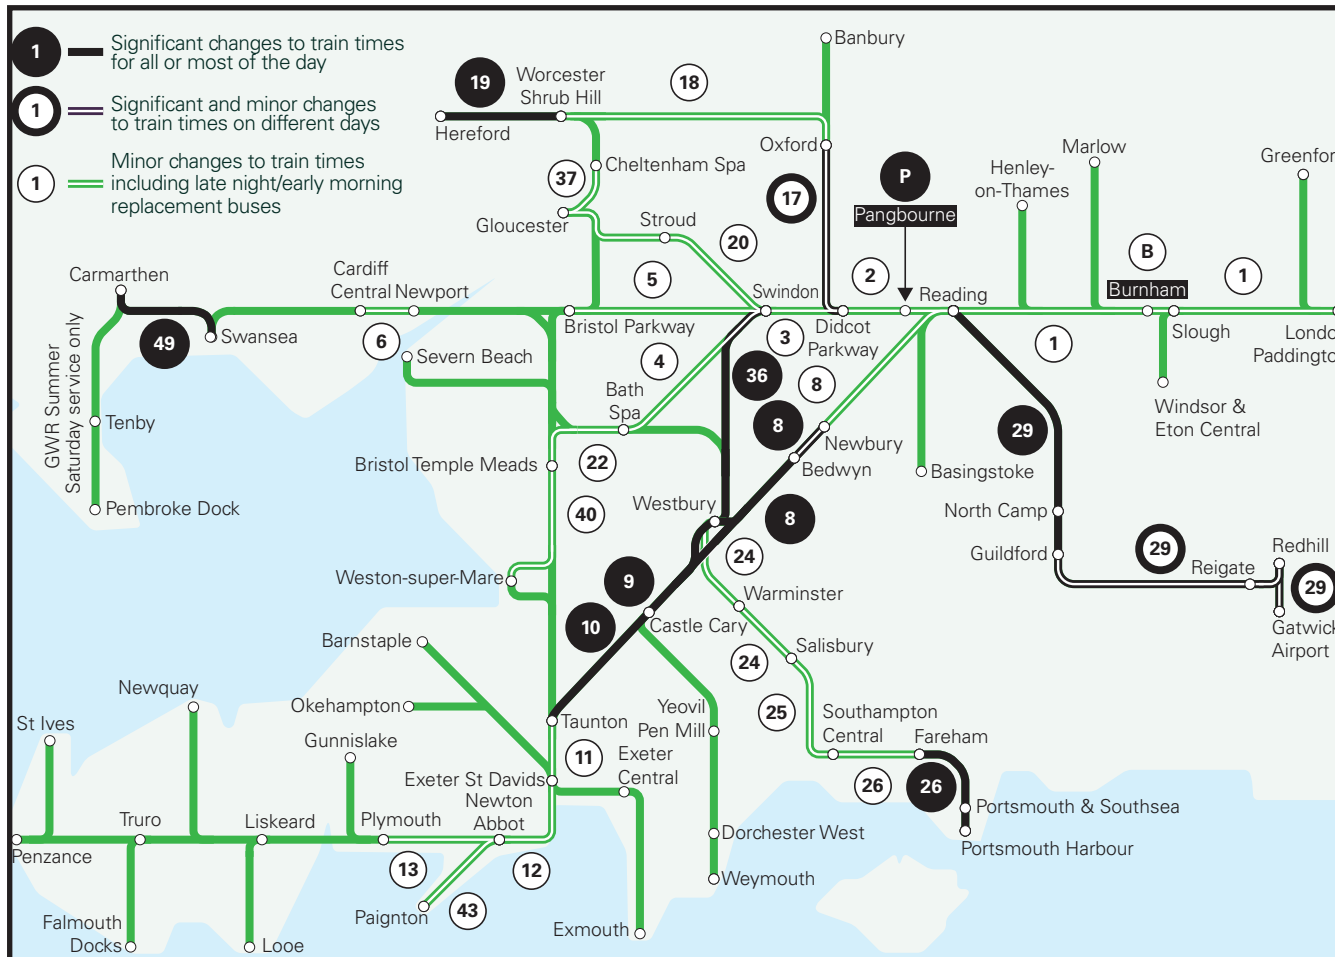 1
Significant changes to train times
for all or most of the day
1
Significant and minor changes
to train times on different days
1
Minor changes to train times
including late night/early morning
replacement buses
Banbury
19
Worcester
Shrub Hill
18
Hereford
Oxford
Marlow
Greenford
Cheltenham Spa
37
P
Henley-
on-Thames
17
Pangbourne
Gloucester
Stroud
20
B
Carmarthen
Cardiff
Central
Newport
5
Swindon
2
Reading
Burnham
1
Bristol Parkway
Didcot
Parkway
Slough
London
Paddington
49
Swansea
6
Severn Beach
4
3
1
36
8
GWR Summer
Saturday service only
Tenby
Bath
Spa
8
Newbury
29
Windsor &
Eton Central
Bristol Temple Meads
22
Bedwyn
Basingstoke
Pembroke Dock
40
Westbury
8
North Camp
24
Guildford
29
Reigate
Redhill
Weston-super-Mare
9
29
Warminster
Gatwick
Airport
10
Castle Cary
Barnstaple
Salisbury
24
Newquay
Okehampton
Yeovil
Pen Mill
25
St Ives
Gunnislake
Taunton
Southampton
Central
Fareham
11
Exeter
Central
Exeter St Davids
26
26
Newton
Abbot
Portsmouth & Southsea
Truro
Liskeard
Plymouth
Dorchester West
Penzance
Portsmouth Harbour
13
12
Weymouth
Paignton
43
Falmouth
Docks
Looe
Exmouth